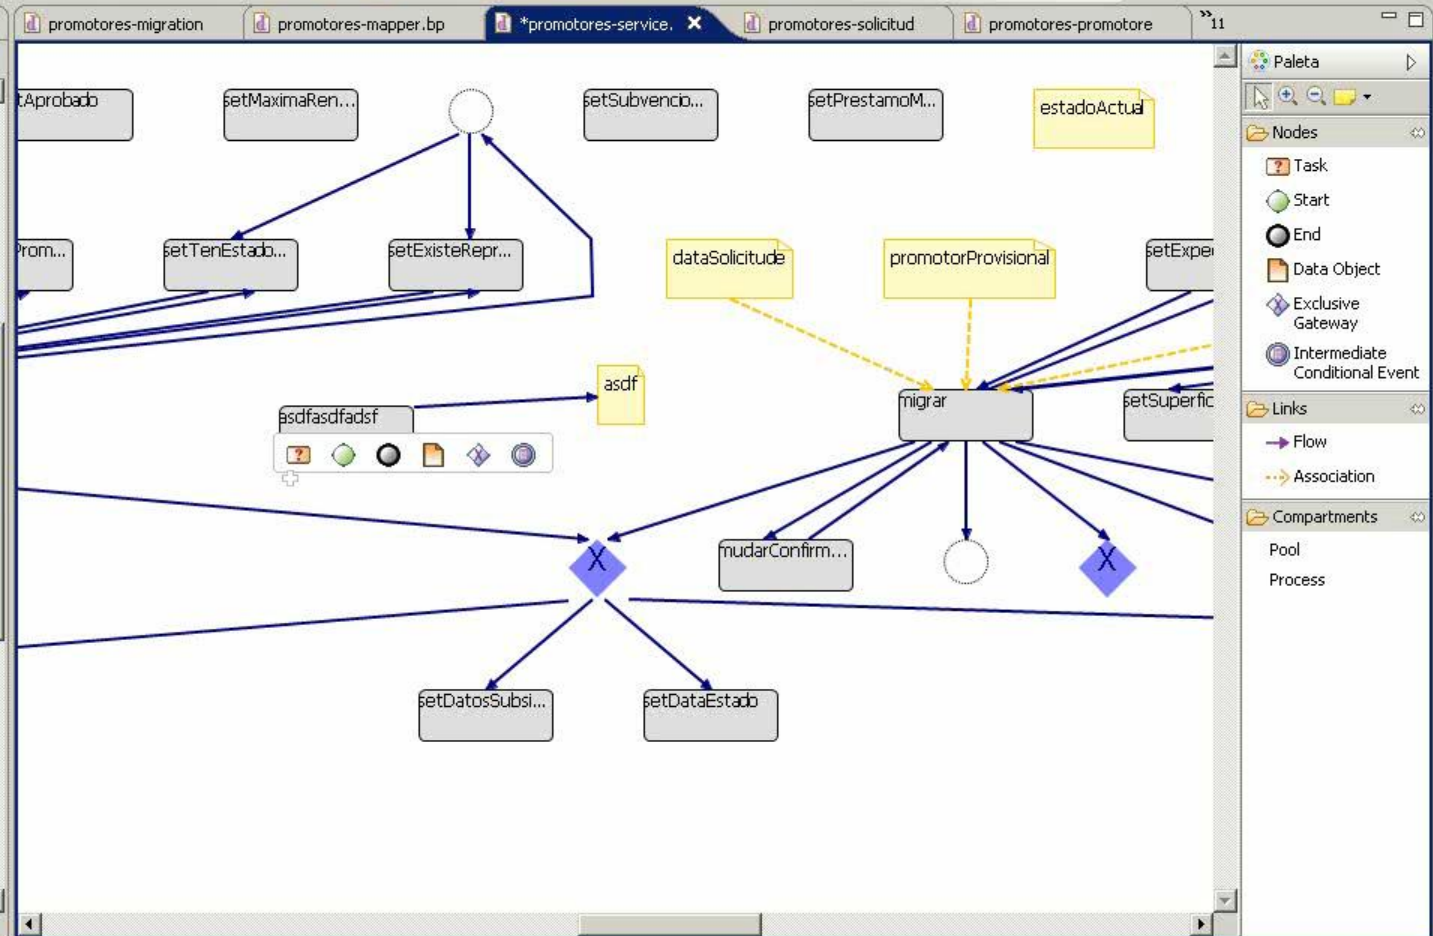 promotores-migration
promotores-mapper.bp
*promotores-service.
promotores-solicitud
promotores-promotore
»11
tAprobado
setMaximaRen...
setSubvencio...
setPrestamoM...
estadoActual
Prom...
setTenEstado...
setExisteRepr...
dataSolicitude
promotorProvisional
setExpe
asdfasdfadsf
asdf
migrar
setSuperfic
X
mudarConfirm...
X
setDatosSubsi...
setDataEstado
Paleta
Nodes
? Task
Start
End
Data Object
Exclusive
Gateway
Intermediate
Conditional Event
Links
Flow
Association
Compartments
Pool
Process